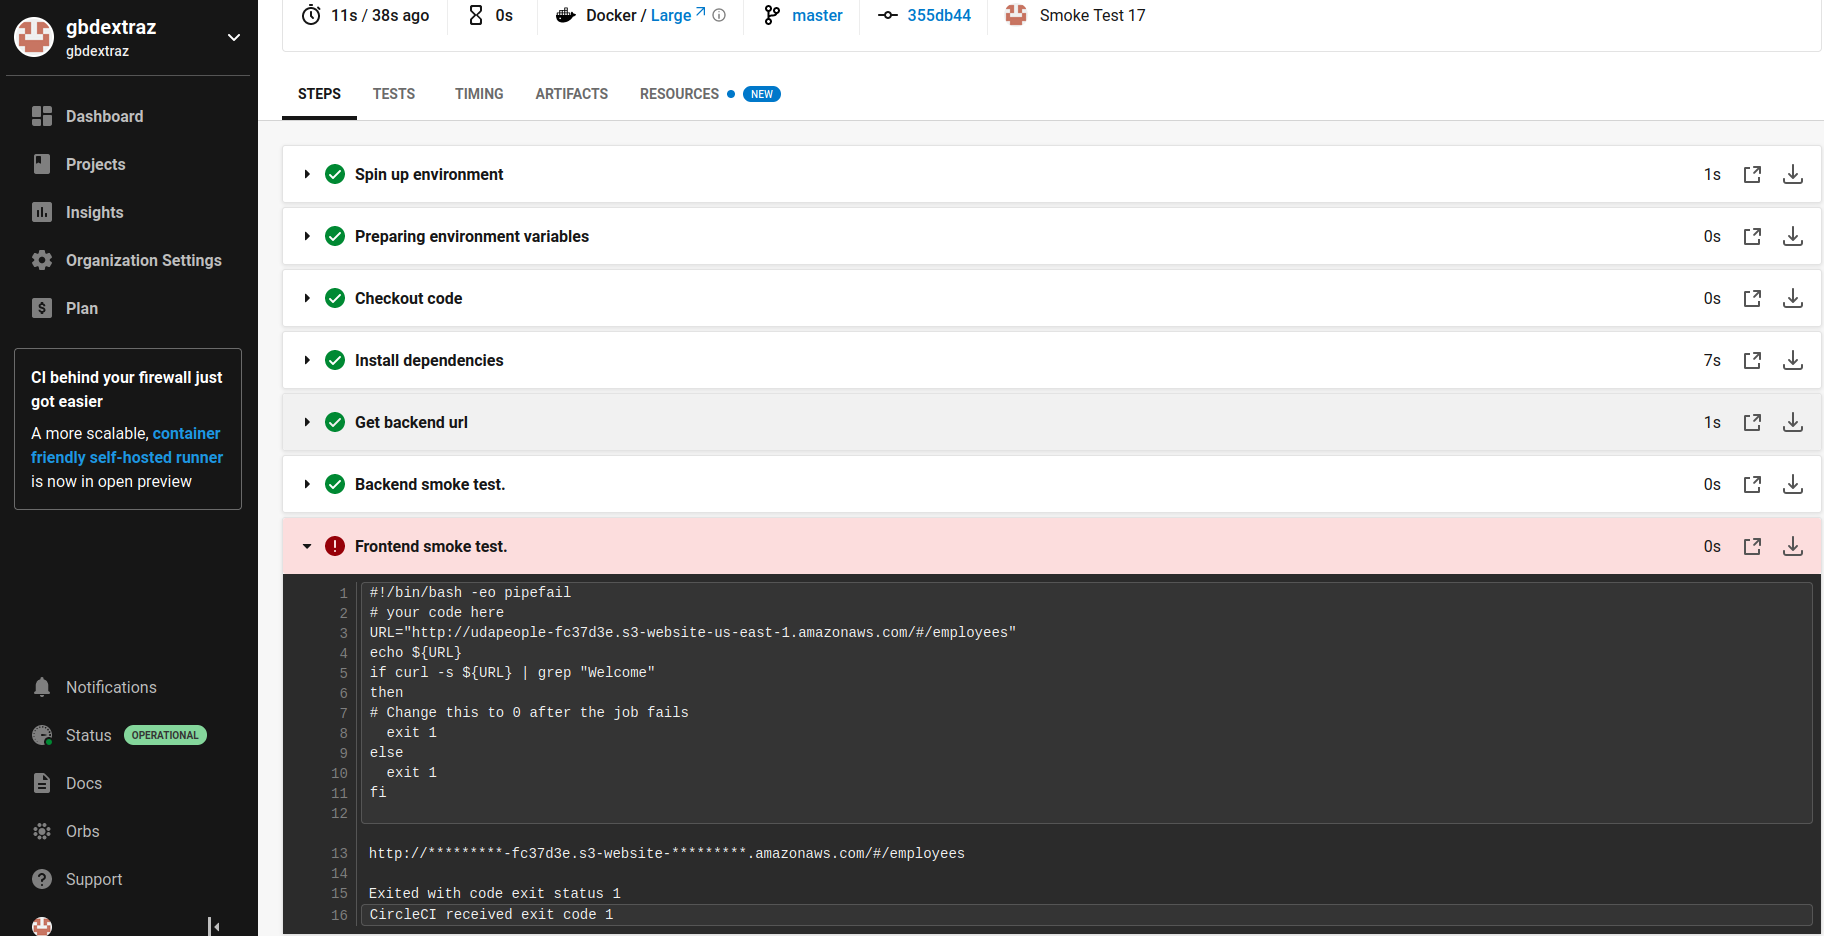 gbdextraz
gbdextraz
Dashboard
Projects
Insights
Organization Settings
Plan
CI behind your firewall just
got easier
A more scalable, container
friendly self-hosted runner
is now in open preview
Notifications
Status OPERATIONAL
Docs
Orbs
Support
11s / 38s ago 0s Docker / Large master 355db44 Smoke Test 17
STEPS TESTS TIMING ARTIFACTS RESOURCES NEW
Spin up environment 1s
Preparing environment variables 0s
Checkout code 0s
Install dependencies 7s
Get backend url 1s
Backend smoke test. 0s
Frontend smoke test. 0s
1 #!/bin/bash -eo pipefail
2 # your code here
3 URL="http://udapeople-fc37d3e.s3-website-us-east-1.amazonaws.com/#/employees"
4 echo ${URL}
5 if curl -s ${URL} | grep "Welcome"
6 then
7 # Change this to 0 after the job fails
8 exit 1
9 else
10 exit 1
11 fi
12
13 http://*********-fc37d3e.s3-website-*********.amazonaws.com/#/employees
14
15 Exited with code exit status 1
16 CircleCI received exit code 1